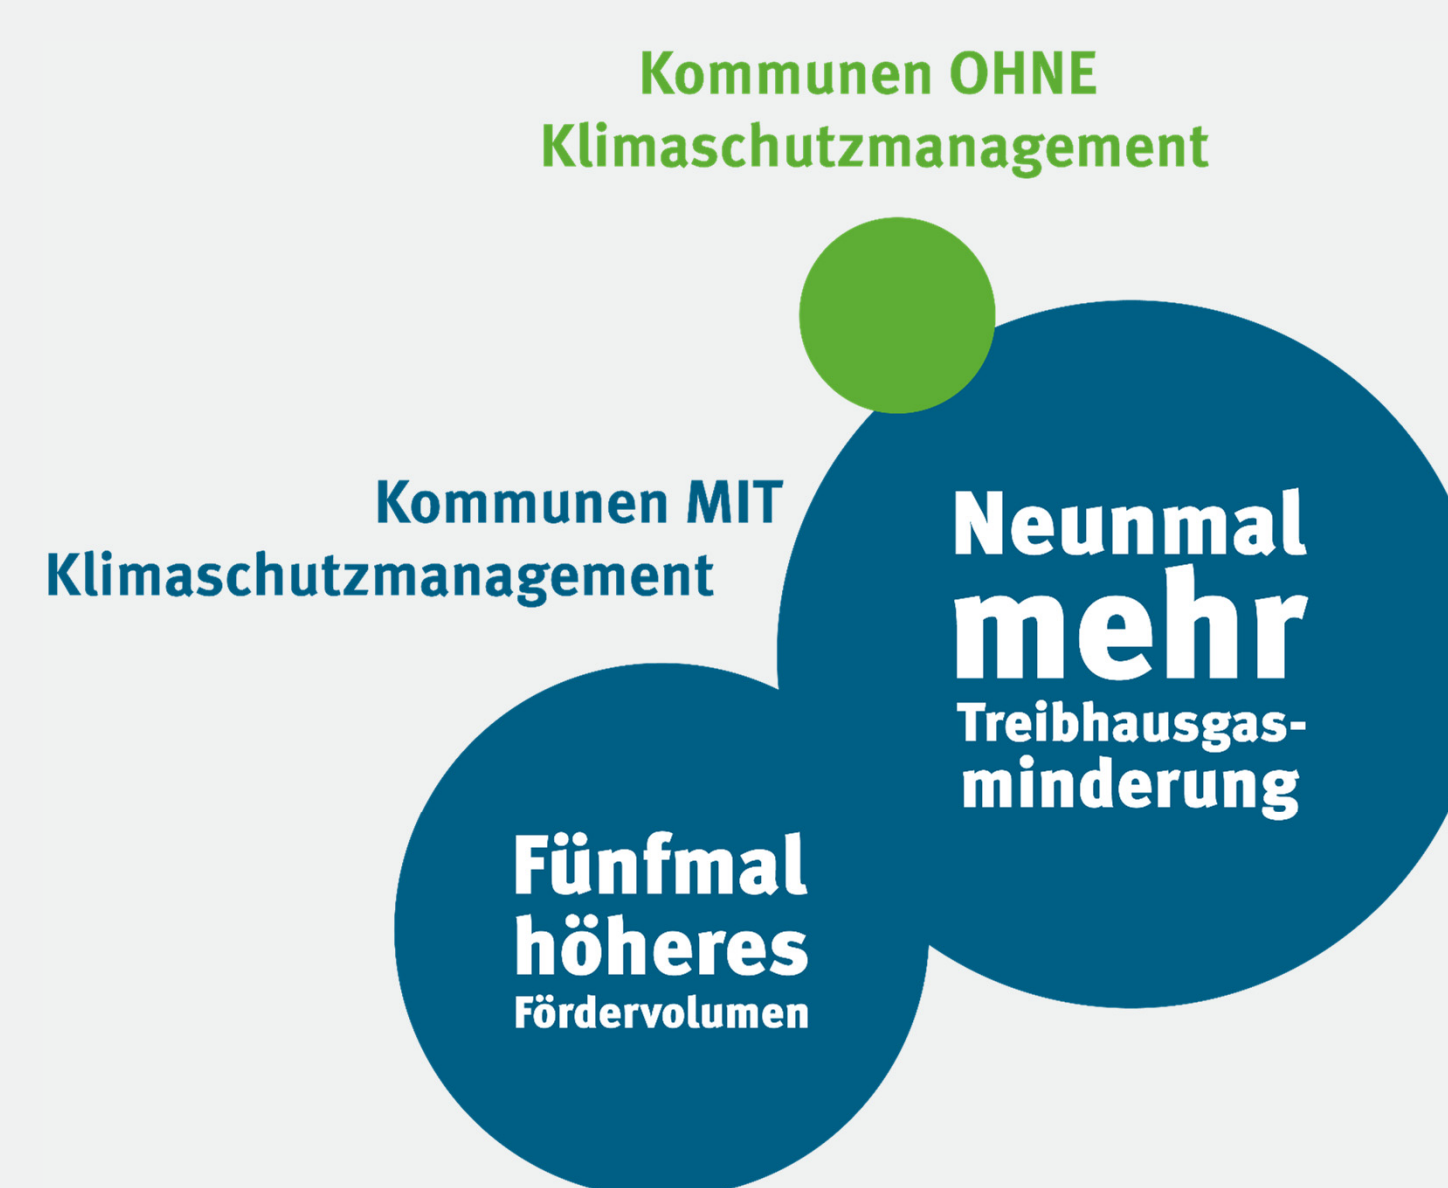 Kommunen OHNE
Klimaschutzmanagement
Kommunen MIT
Klimaschutzmanagement
Neunmal
mehr
Treibhausgas-
minderung
Fünfmal
höheres
Fördervolumen